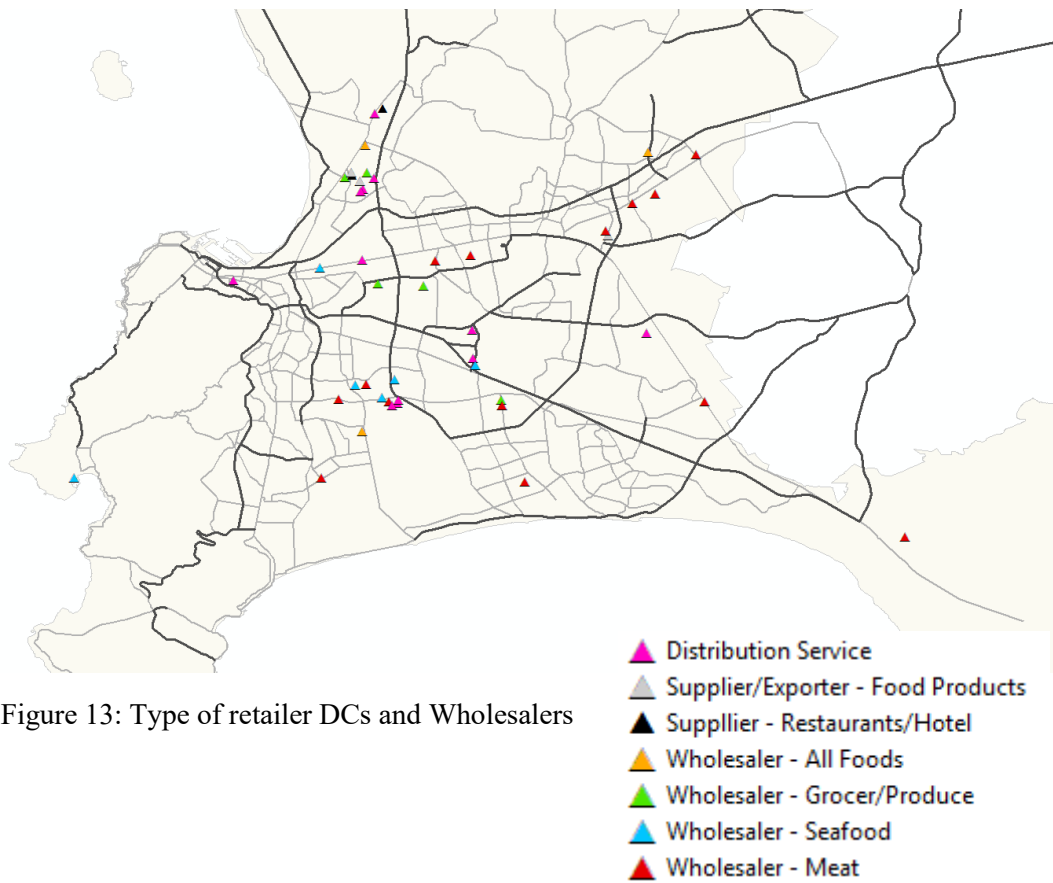 Distribution Service
Supplier/Exporter - Food Products
Suppllier - Restaurants/Hotel
Wholesaler - All Foods
Wholesaler - Grocer/Produce
Wholesaler - Seafood
Wholesaler - Meat
Figure 13: Type of retailer DCs and Wholesalers